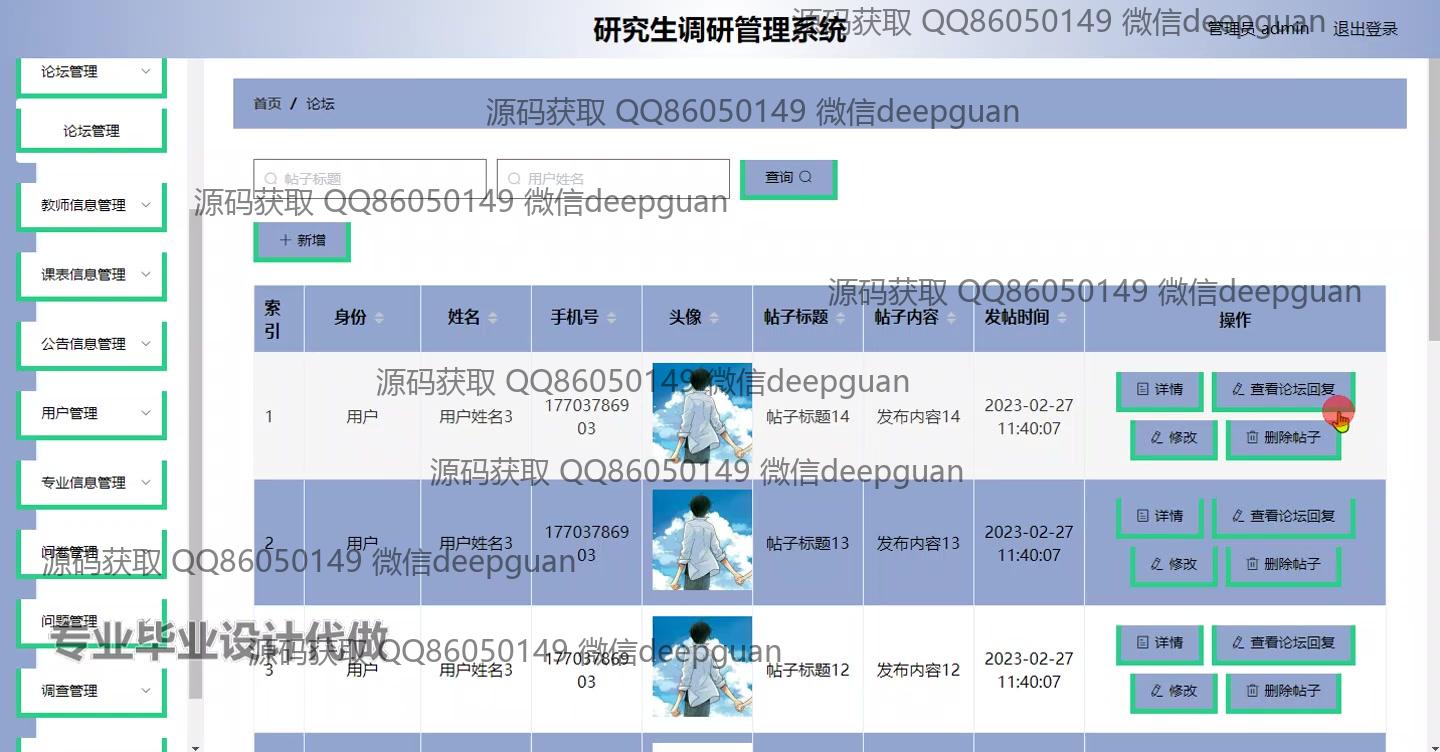 研究生调研管理系统
源码获取 QQ86050149 微信deepguan
管理员 admin 退出登录
论坛管理
论坛管理
教师信息管理
课表信息管理
公告信息管理
用户管理
专业信息管理
问卷管理
问题管理
调查管理
首页 / 论坛
源码获取 QQ86050149 微信deepguan
帖子标题 用户姓名 查询
源码获取 QQ86050149 微信deepguan
新增
源码获取 QQ86050149 微信deepguan
索引 身份 姓名 手机号 头像 帖子标题 帖子内容 发帖时间 操作
源码获取 QQ86050149 微信deepguan
1 用户 用户姓名3 17703786903 帖子标题14 发布内容14 2023-02-27 11:40:07 详情 查看论坛回复 修改 删除帖子
源码获取 QQ86050149 微信deepguan
2 用户 用户姓名3 17703786903 帖子标题13 发布内容13 2023-02-27 11:40:07 详情 查看论坛回复 修改 删除帖子
源码获取 QQ86050149 微信deepguan
专业毕业设计代做
源码获取 QQ86050149 微信deepguan
3 用户 用户姓名3 17703786903 帖子标题12 发布内容12 2023-02-27 11:40:07 详情 查看论坛回复 修改 删除帖子